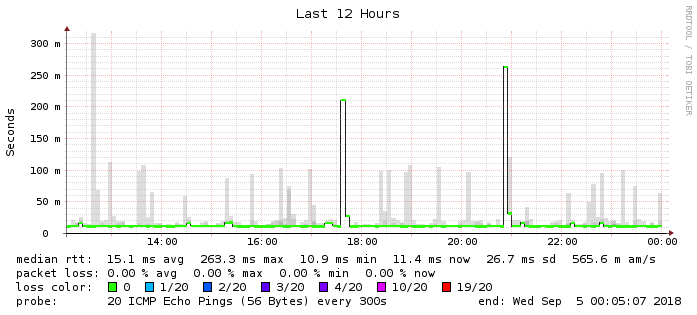 Last 12 Hours
RRDTOOL / TOBI OETIKER
Seconds
300 m
250 m
200 m
150 m
100 m
50 m
0
14:00 16:00 18:00 20:00 22:00 00:00
median rtt: 15.1 ms avg 263.3 ms max 10.9 ms min 11.4 ms now 26.7 ms sd 565.6 m am/s
packet loss: 0.00 % avg 0.00 % max 0.00 % min 0.00 % now
loss color: 0 1/20 2/20 3/20 4/20 10/20 19/20
probe: 20 ICMP Echo Pings (56 Bytes) every 300s end: Wed Sep 5 00:05:07 2018